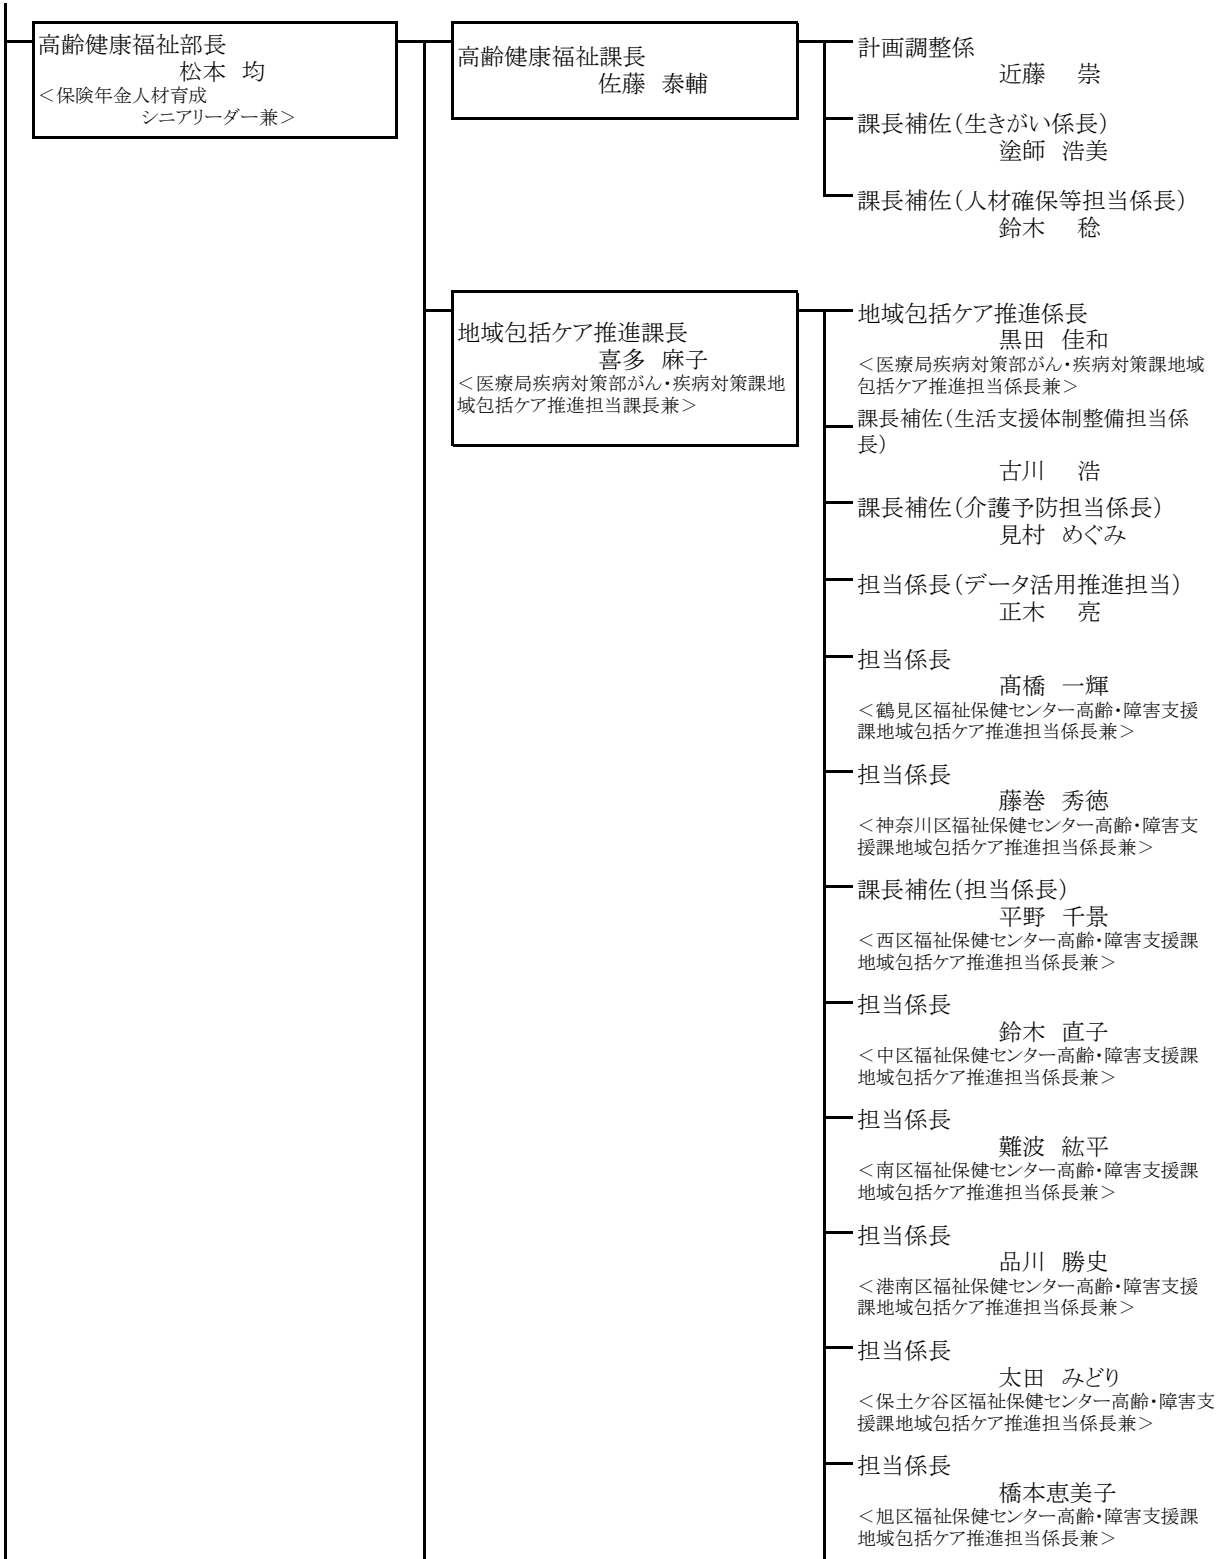 高齢健康福祉部長
松本 均
＜保険年金人材育成
シニアリーダー兼＞
高齢健康福祉課長
佐藤 泰輔
計画調整係
近藤 崇
課長補佐（生きがい係長）
塗師 浩美
課長補佐（人材確保等担当係長）
鈴木 稔
地域包括ケア推進課長
喜多 麻子
＜医療局疾病対策部がん・疾病対策課地
域包括ケア推進担当課長兼＞
地域包括ケア推進係長
黒田 佳和
＜医療局疾病対策部がん・疾病対策課地域
包括ケア推進担当係長兼＞
課長補佐（生活支援体制整備担当係
長）
古川 浩
課長補佐（介護予防担当係長）
見村 めぐみ
担当係長（データ活用推進担当）
正木 亮
担当係長
髙橋 一輝
＜鶴見区福祉保健センター高齢・障害支援
課地域包括ケア推進担当係長兼＞
担当係長
藤巻 秀徳
＜神奈川区福祉保健センター高齢・障害支
援課地域包括ケア推進担当係長兼＞
課長補佐（担当係長）
平野 千景
＜西区福祉保健センター高齢・障害支援課
地域包括ケア推進担当係長兼＞
担当係長
鈴木 直子
＜中区福祉保健センター高齢・障害支援課
地域包括ケア推進担当係長兼＞
担当係長
難波 紘平
＜南区福祉保健センター高齢・障害支援課
地域包括ケア推進担当係長兼＞
担当係長
品川 勝史
＜港南区福祉保健センター高齢・障害支援
課地域包括ケア推進担当係長兼＞
担当係長
太田 みどり
＜保土ケ谷区福祉保健センター高齢・障害支
援課地域包括ケア推進担当係長兼＞
担当係長
橋本恵美子
＜旭区福祉保健センター高齢・障害支援課
地域包括ケア推進担当係長兼＞